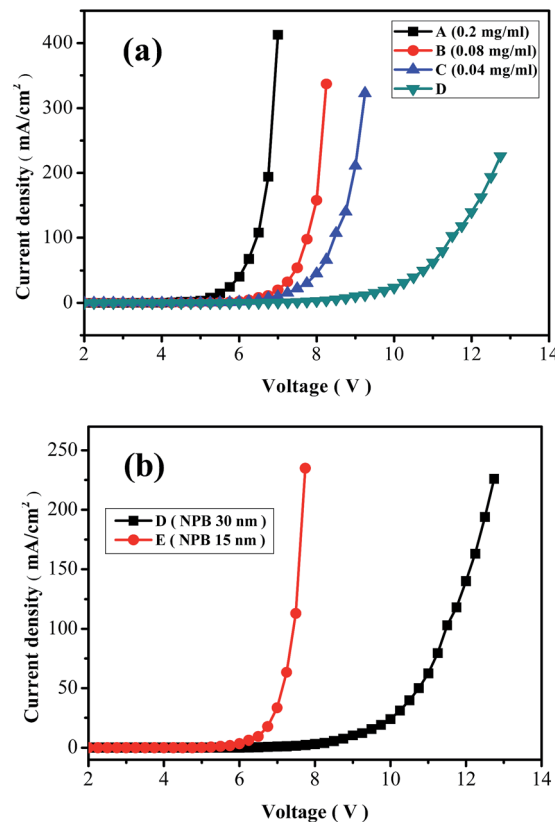 (a)
A (0.2 mg/ml)
B (0.08 mg/ml)
C (0.04 mg/ml)
D
Current density ( mA/cm²)
400
300
200
100
0
2 4 6 8 10 12 14
Voltage ( V )
(b)
D ( NPB 30 nm )
E ( NPB 15 nm )
Current density ( mA/cm²)
250
200
150
100
50
0
2 4 6 8 10 12 14
Voltage ( V )